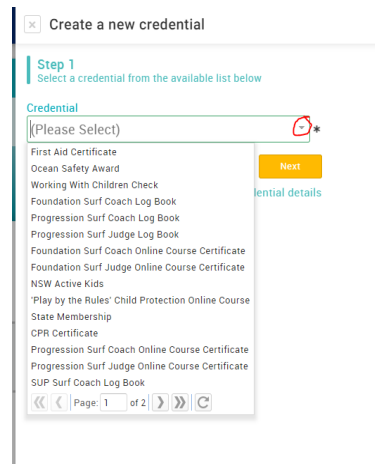 × Create a new credential
Step 1
Select a credential from the available list below
Credential
(Please Select) *
First Aid Certificate
Ocean Safety Award
Working With Children Check
Next
Foundation Surf Coach Log Book
ential details
Progression Surf Coach Log Book
Progression Surf Judge Log Book
Foundation Surf Coach Online Course Certificate
Foundation Surf Judge Online Course Certificate
NSW Active Kids
'Play by the Rules' Child Protection Online Course
State Membership
CPR Certificate
Progression Surf Coach Online Course Certificate
Progression Surf Judge Online Course Certificate
SUP Surf Coach Log Book
Page: 1 of 2